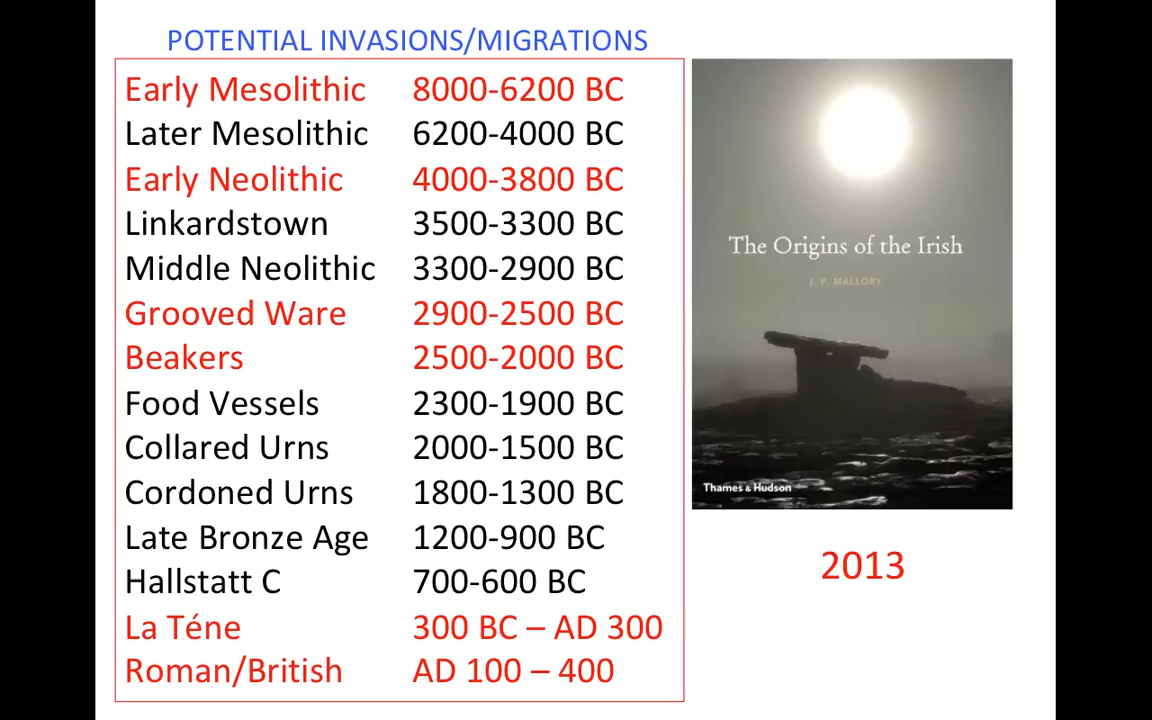 POTENTIAL INVASIONS/MIGRATIONS
Early Mesolithic 8000-6200 BC
Later Mesolithic 6200-4000 BC
Early Neolithic 4000-3800 BC
Linkardstown 3500-3300 BC
Middle Neolithic 3300-2900 BC
Grooved Ware 2900-2500 BC
Beakers 2500-2000 BC
Food Vessels 2300-1900 BC
Collared Urns 2000-1500 BC
Cordoned Urns 1800-1300 BC
Late Bronze Age 1200-900 BC
Hallstatt C 700-600 BC
La Téne 300 BC – AD 300
Roman/British AD 100 – 400
The Origins of the Irish
J. P. MALLORY
Thames & Hudson
2013